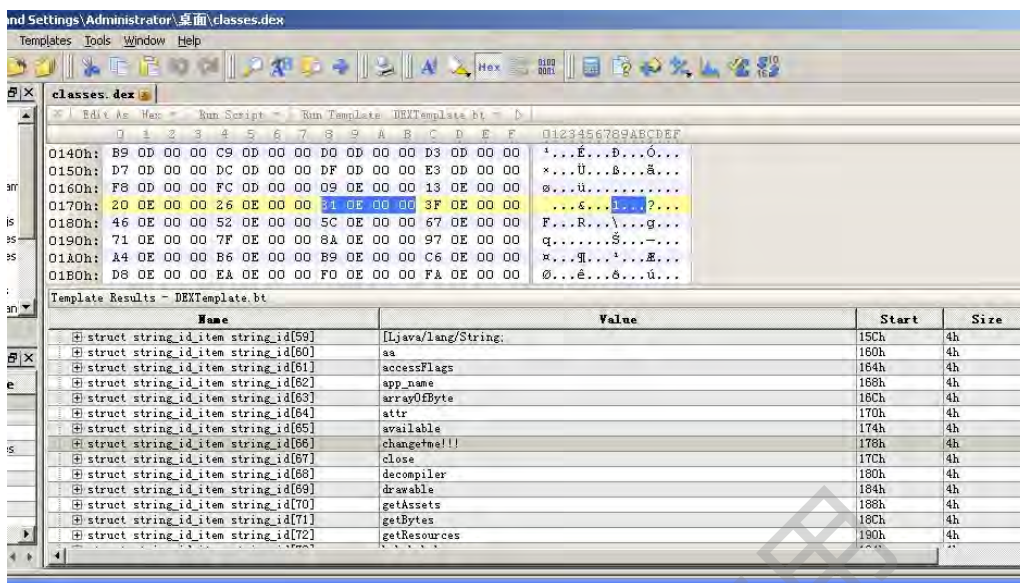 nd Settings\Administrator\桌面\classes.dex
Templates Tools Window Help
Hex
classes.dex
Edit As Hex Run Script Run Template DEXTemplate.bt
0 1 2 3 4 5 6 7 8 9 A B C D E F 0123456789ABCDEF
0140h: B9 0D 00 00 C9 0D 00 00 D0 0D 00 00 D3 0D 00 00 ¹...É...Ð...Ó...
0150h: D7 0D 00 00 DC 0D 00 00 DF 0D 00 00 E3 0D 00 00 ×...Ü...ß...ã...
0160h: F8 0D 00 00 FC 0D 00 00 09 0E 00 00 13 0E 00 00 ø...ü...........
0170h: 20 0E 00 00 26 0E 00 00 31 0E 00 00 3F 0E 00 00 ...&...1...?...
0180h: 46 0E 00 00 52 0E 00 00 5C 0E 00 00 67 0E 00 00 F...R...\...g...
0190h: 71 0E 00 00 7F 0E 00 00 8A 0E 00 00 97 0E 00 00 q.......Š...—...
01A0h: A4 0E 00 00 B6 0E 00 00 B9 0E 00 00 C6 0E 00 00 ¤...¶...¹...Æ...
01B0h: D8 0E 00 00 EA 0E 00 00 F0 0E 00 00 FA 0E 00 00 Ø...ê...ð...ú...
Template Results - DEXTemplate.bt
Name Value Start Size
struct string_id_item string_id[59] [Ljava/lang/String; 15Ch 4h
struct string_id_item string_id[60] aa 160h 4h
struct string_id_item string_id[61] accessFlags 164h 4h
struct string_id_item string_id[62] app_name 168h 4h
struct string_id_item string_id[63] arrayOfByte 16Ch 4h
struct string_id_item string_id[64] attr 170h 4h
struct string_id_item string_id[65] available 174h 4h
struct string_id_item string_id[66] change+me!!! 178h 4h
struct string_id_item string_id[67] close 17Ch 4h
struct string_id_item string_id[68] decompiler 180h 4h
struct string_id_item string_id[69] drawable 184h 4h
struct string_id_item string_id[70] getAssets 188h 4h
struct string_id_item string_id[71] getBytes 18Ch 4h
struct string_id_item string_id[72] getResources 190h 4h